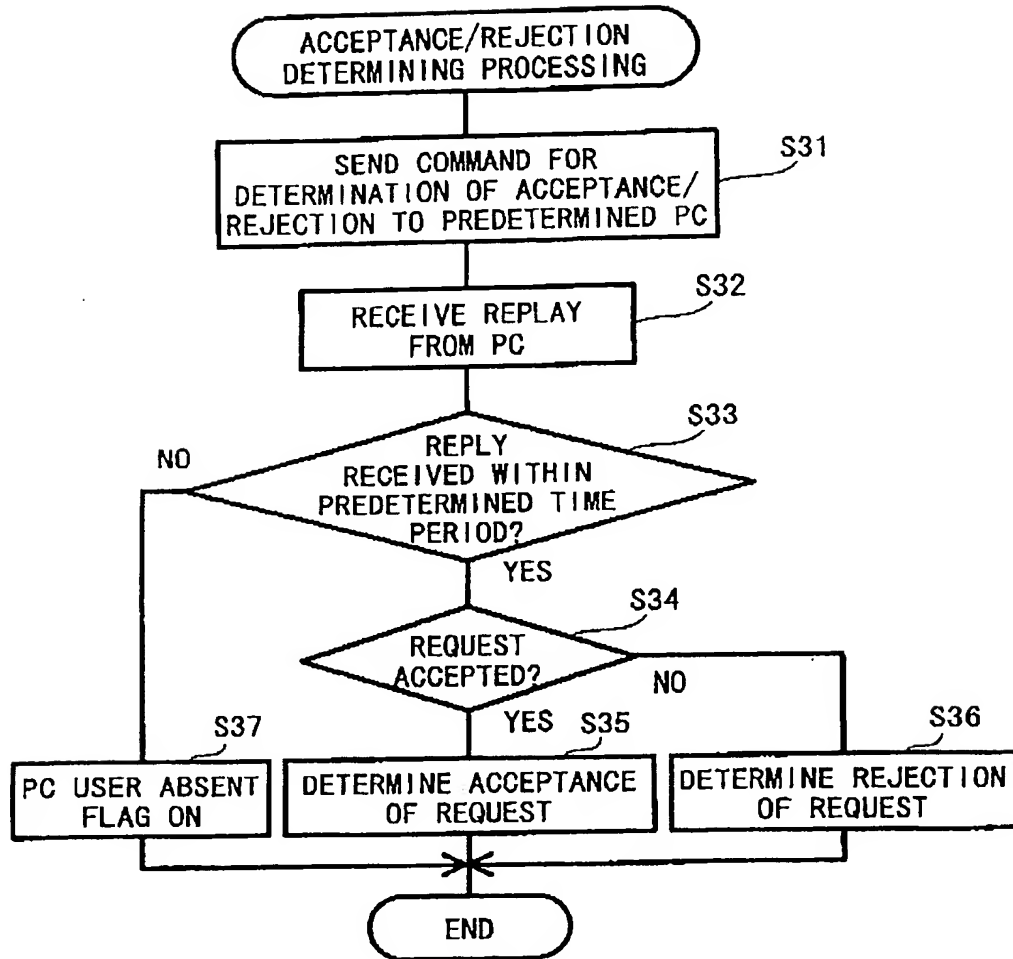 ACCEPTANCE/REJECTION
DETERMINING PROCESSING
S31
SEND COMMAND FOR
DETERMINATION OF ACCEPTANCE/
REJECTION TO PREDETERMINED PC
S32
RECEIVE REPLAY
FROM PC
S33
NO
REPLY
RECEIVED WITHIN
PREDETERMINED TIME
PERIOD?
YES
S34
REQUEST
ACCEPTED?
NO
YES
S37
PC USER ABSENT
FLAG ON
S35
DETERMINE ACCEPTANCE
OF REQUEST
S36
DETERMINE REJECTION
OF REQUEST
END